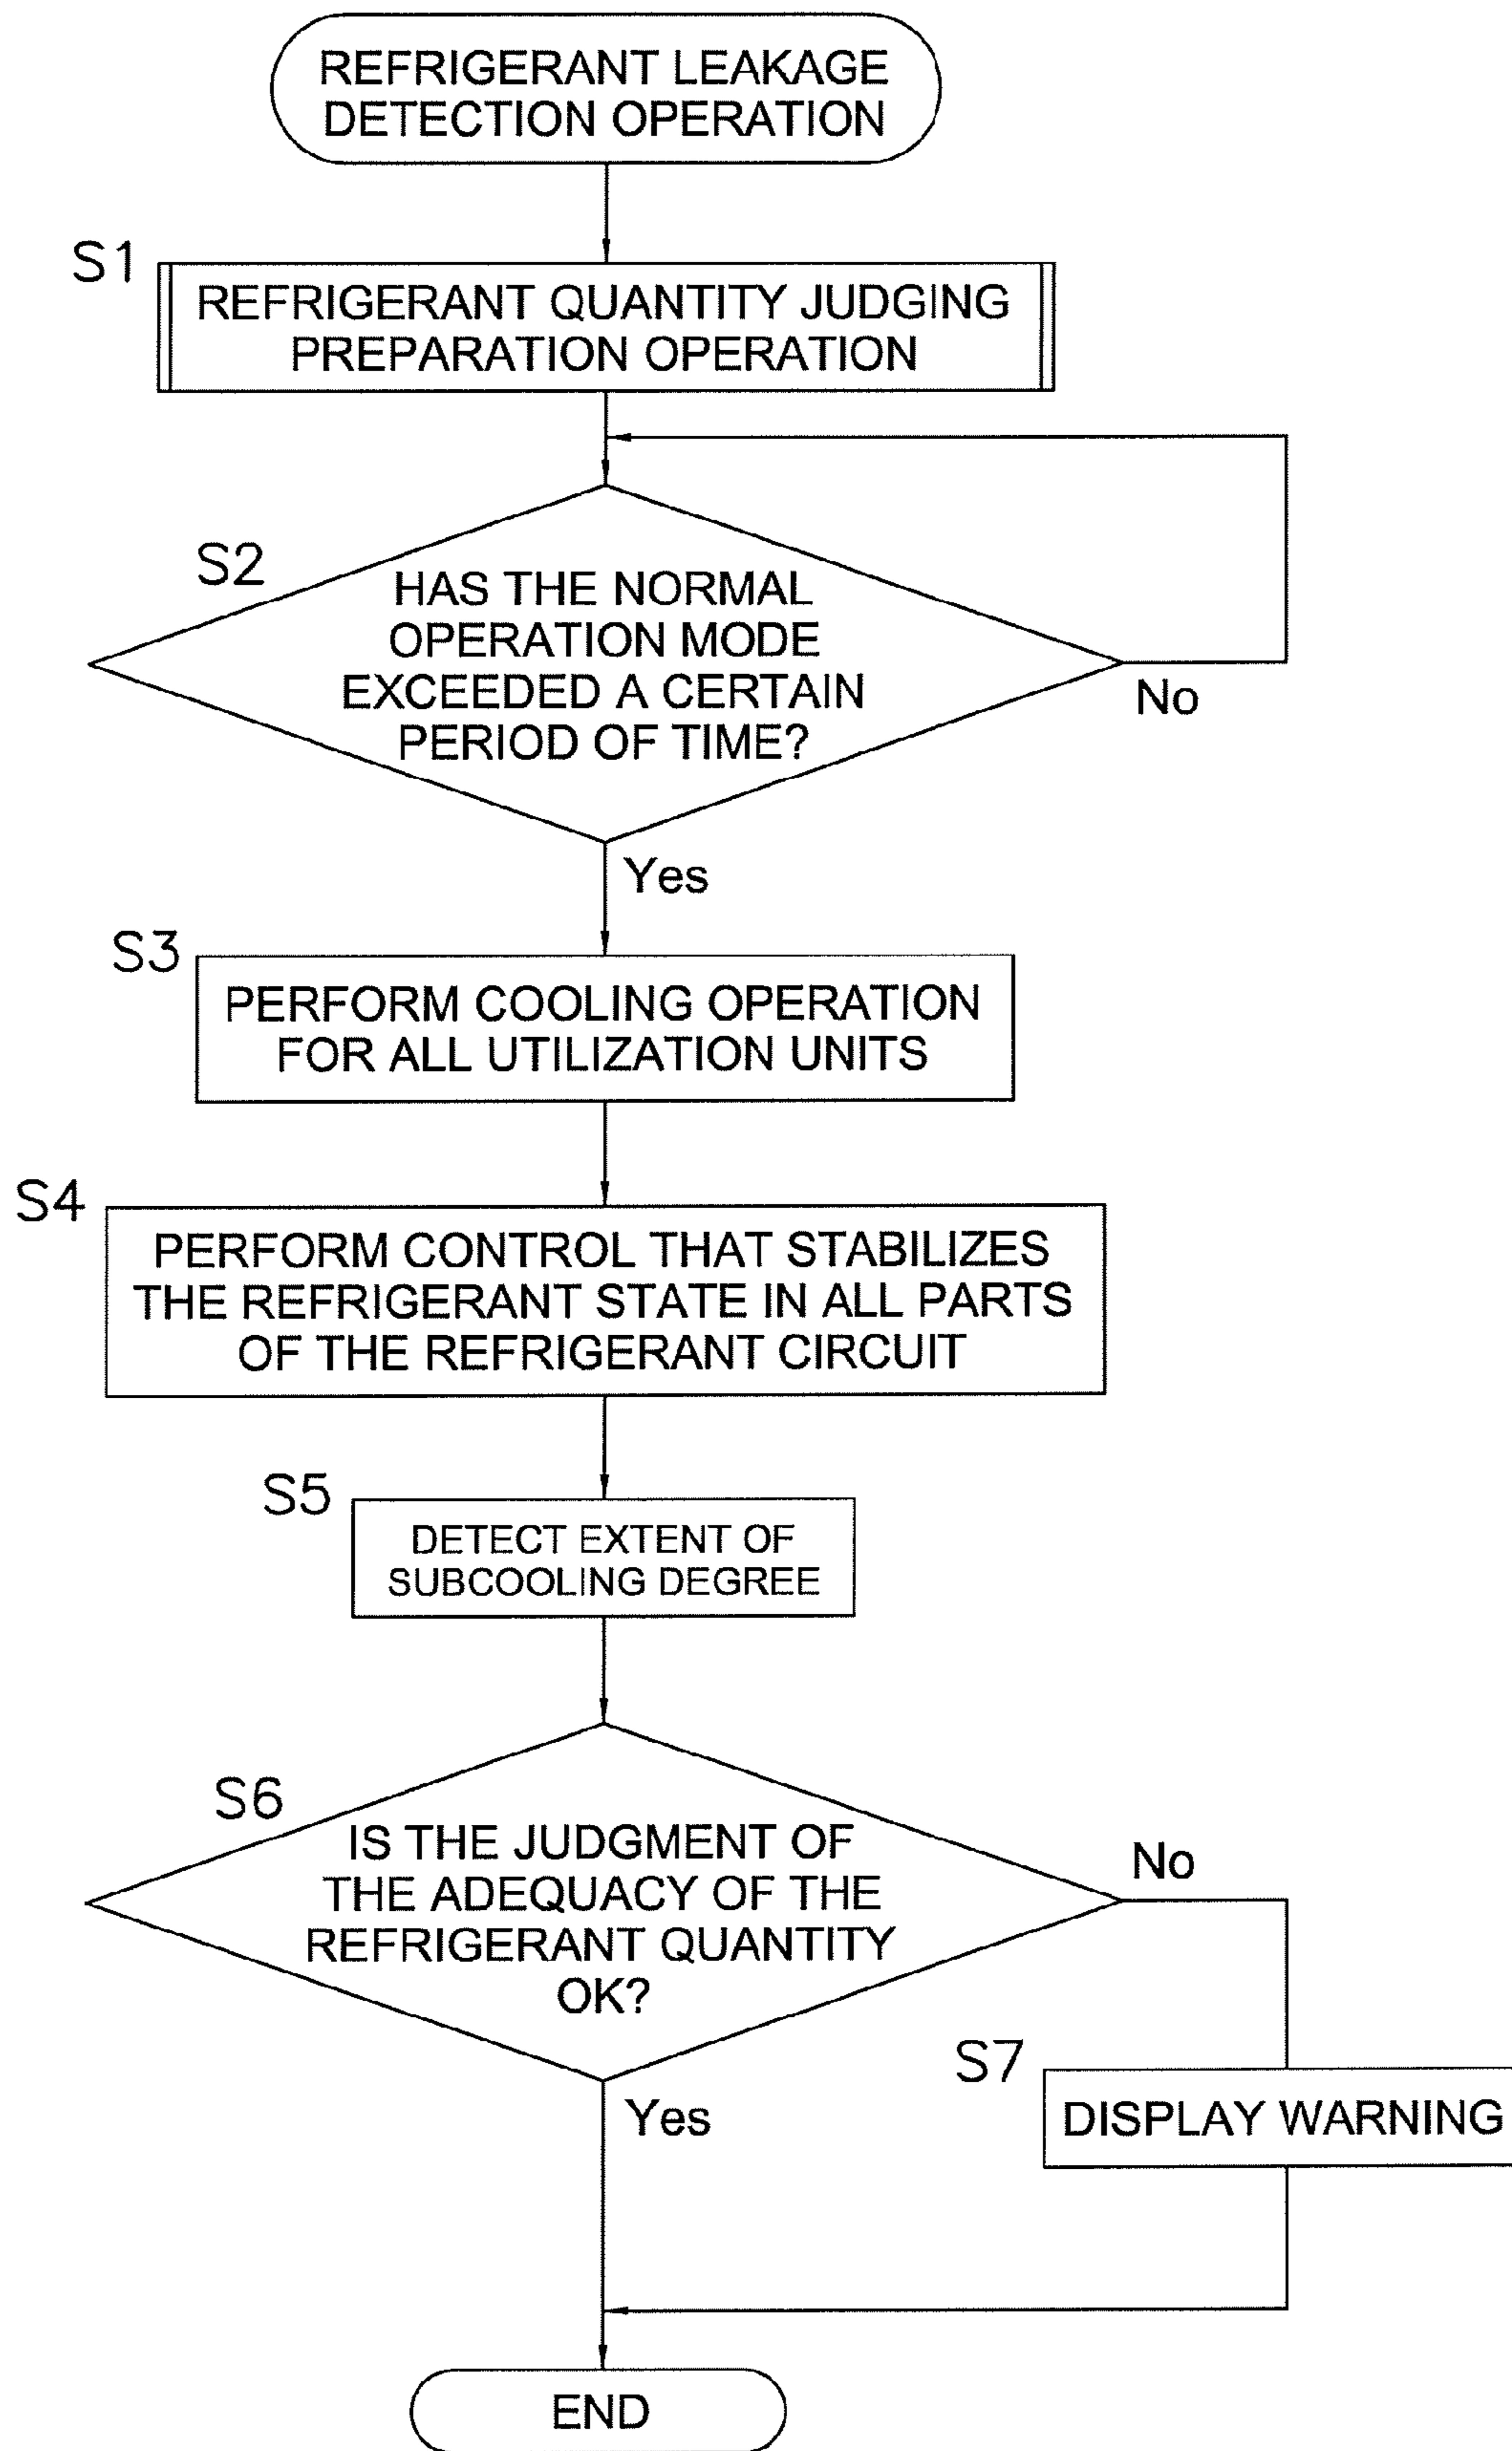 REFRIGERANT LEAKAGE
DETECTION OPERATION
S1
REFRIGERANT QUANTITY JUDGING
PREPARATION OPERATION
S2
HAS THE NORMAL
OPERATION MODE
EXCEEDED A CERTAIN
PERIOD OF TIME?
No
Yes
S3
PERFORM COOLING OPERATION
FOR ALL UTILIZATION UNITS
S4
PERFORM CONTROL THAT STABILIZES
THE REFRIGERANT STATE IN ALL PARTS
OF THE REFRIGERANT CIRCUIT
S5
DETECT EXTENT OF
SUBCOOLING DEGREE
S6
IS THE JUDGMENT OF
THE ADEQUACY OF THE
REFRIGERANT QUANTITY
OK?
No
Yes
S7
DISPLAY WARNING
END